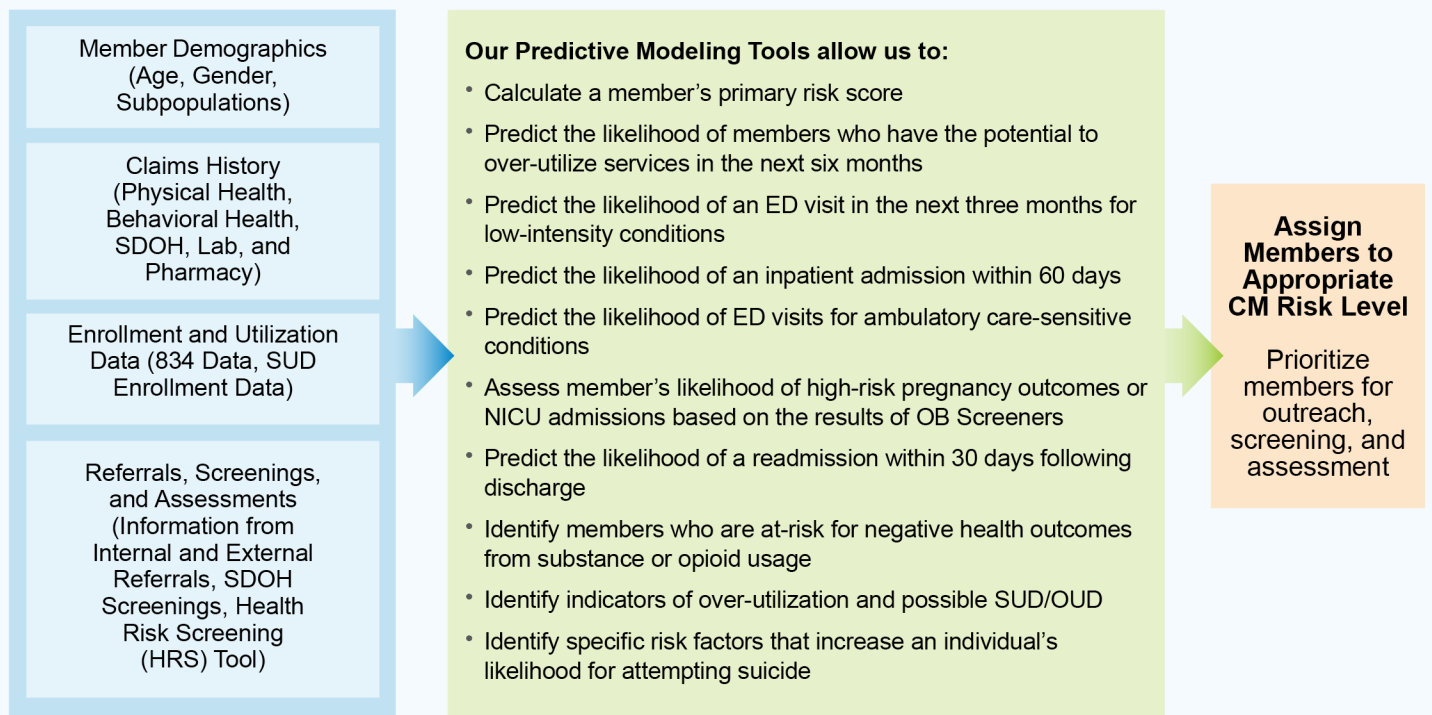 Member Demographics
(Age, Gender,
Subpopulations)
Claims History
(Physical Health,
Behavioral Health,
SDOH, Lab, and
Pharmacy)
Enrollment and Utilization
Data (834 Data, SUD
Enrollment Data)
Referrals, Screenings,
and Assessments
(Information from
Internal and External
Referrals, SDOH
Screenings, Health
Risk Screening
(HRS) Tool)
Our Predictive Modeling Tools allow us to:
• Calculate a member’s primary risk score
• Predict the likelihood of members who have the potential to
over-utilize services in the next six months
• Predict the likelihood of an ED visit in the next three months for
low-intensity conditions
• Predict the likelihood of an inpatient admission within 60 days
• Predict the likelihood of ED visits for ambulatory care-sensitive
conditions
• Assess member’s likelihood of high-risk pregnancy outcomes or
NICU admissions based on the results of OB Screeners
• Predict the likelihood of a readmission within 30 days following
discharge
• Identify members who are at-risk for negative health outcomes
from substance or opioid usage
• Identify indicators of over-utilization and possible SUD/OUD
• Identify specific risk factors that increase an individual’s
likelihood for attempting suicide
Assign
Members to
Appropriate
CM Risk Level
Prioritize
members for
outreach,
screening, and
assessment